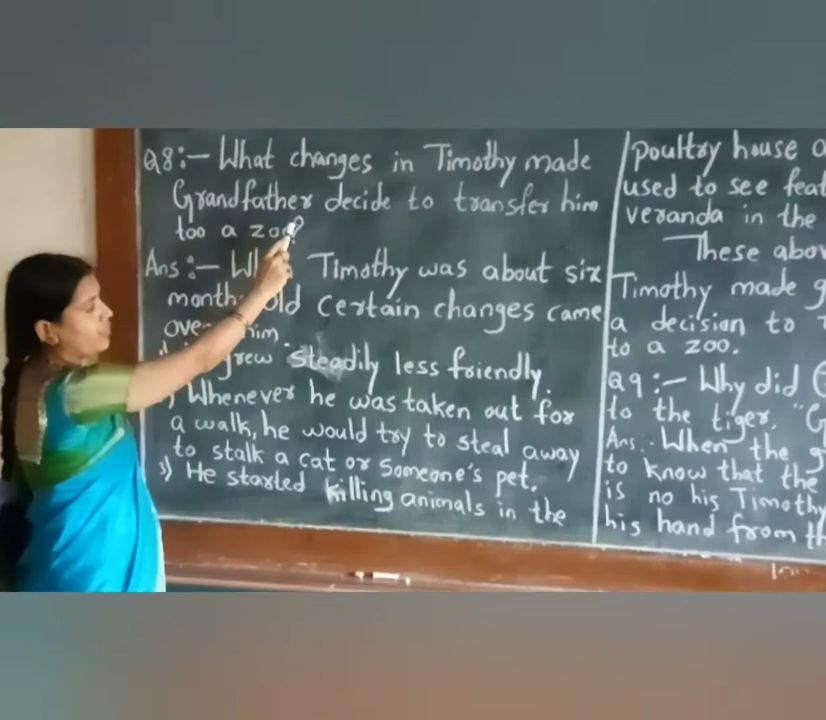 Q8:- What changes in Timothy made
Grandfather decide to transfer him
too a zoo?
Ans:- Timothy was about six
months old certain changes came
over him.
grew steadily less friendly.
) Whenever he was taken out for
a walk, he would try to steal away
to stalk a cat or someone's pet.
3) He started killing animals in the
poultry house
used to see
veranda in the
These
Timothy made
a decision to
to a zoo.
Q9:- Why did
to the tiger. "G
Ans:- When the
to know that the
is no his Timothy
his hand from